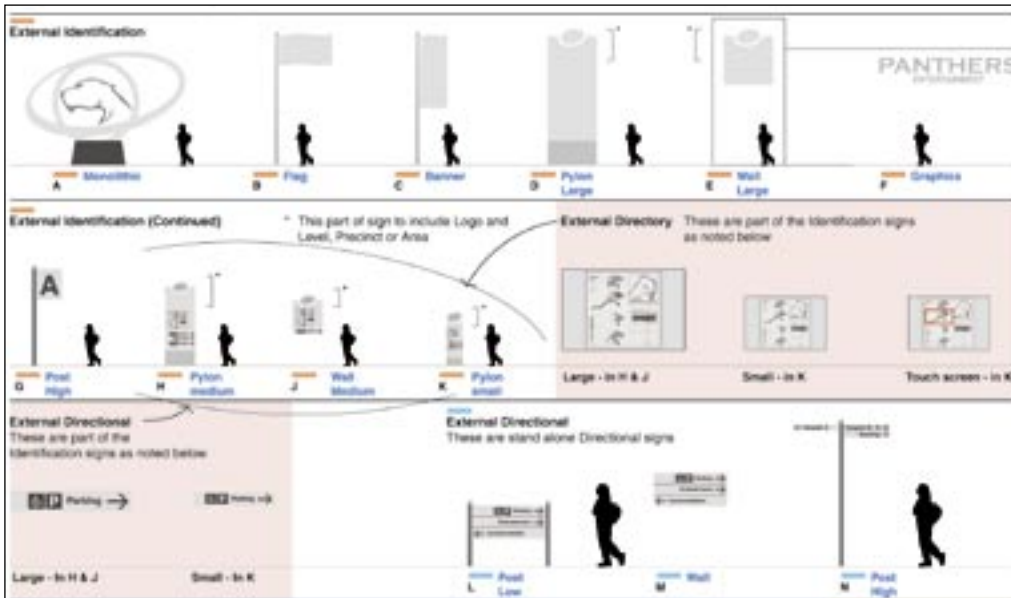 External Identification
PANTHERS
ENTERTAINMENT
A Monolithic
B Flag
C Banner
D Pylon
Large
E Wall
Large
F Graphics
External Identification (Continued)
* This part of sign to include Logo and
Level, Precinct or Area
External Directory These are part of the Identification signs
as noted below
A
G Post
High
H Pylon
medium
J Wall
Medium
K Pylon
small
Large - In H & J
Small - in K
Touch screen - in K
External Directional
These are part of the
Identification signs as noted below
External Directional
These are stand alone Directional signs
P Parking
P Parking
Large - In H & J
Small - In K
L Post
Low
M Wall
N Post
High